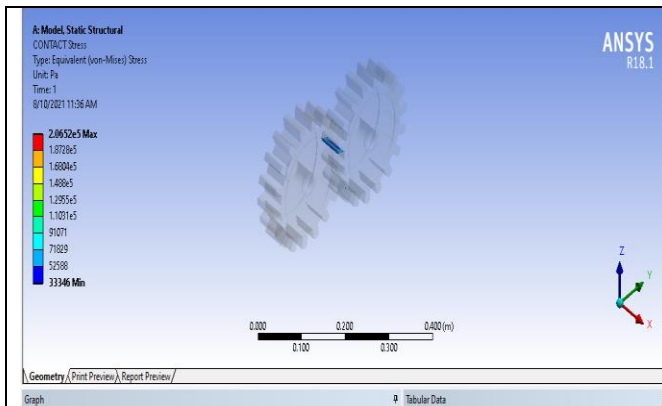 A: Model, Static Structural
CONTACT Stress
Type: Equivalent (von-Mises) Stress
Unit: Pa
Time: 1
8/10/2021 11:36 AM
ANSYS
R18.1
2.0652e5 Max
1.8728e5
1.6804e5
1.488e5
1.2955e5
1.1031e5
91071
71829
52588
33346 Min
Z
Y
X
0.000 0.200 0.400 (m)
0.100 0.300
Geometry Print Preview Report Preview
Graph Tabular Data